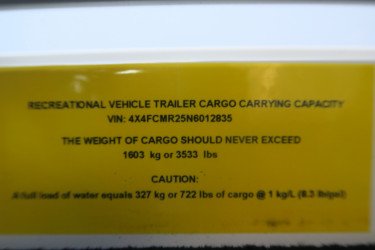 RECREATIONAL VEHICLE TRAILER CARGO CARRYING CAPACITY
VIN: 4X4FCMR25N6012835
THE WEIGHT OF CARGO SHOULD NEVER EXCEED
1603 kg or 3533 lbs
CAUTION:
A full load of water equals 327 kg or 722 lbs of cargo @ 1 kg/L (8.3 lb/gal)